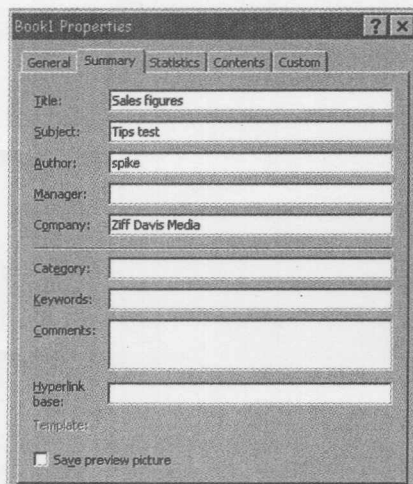 Book1 Properties ? X
General Summary Statistics Contents Custom
Title: Sales figures
Subject: Tips test
Author: spike
Manager:
Company: Ziff Davis Media
Category:
Keywords:
Comments:
Hyperlink
base:
Template:
Save preview picture